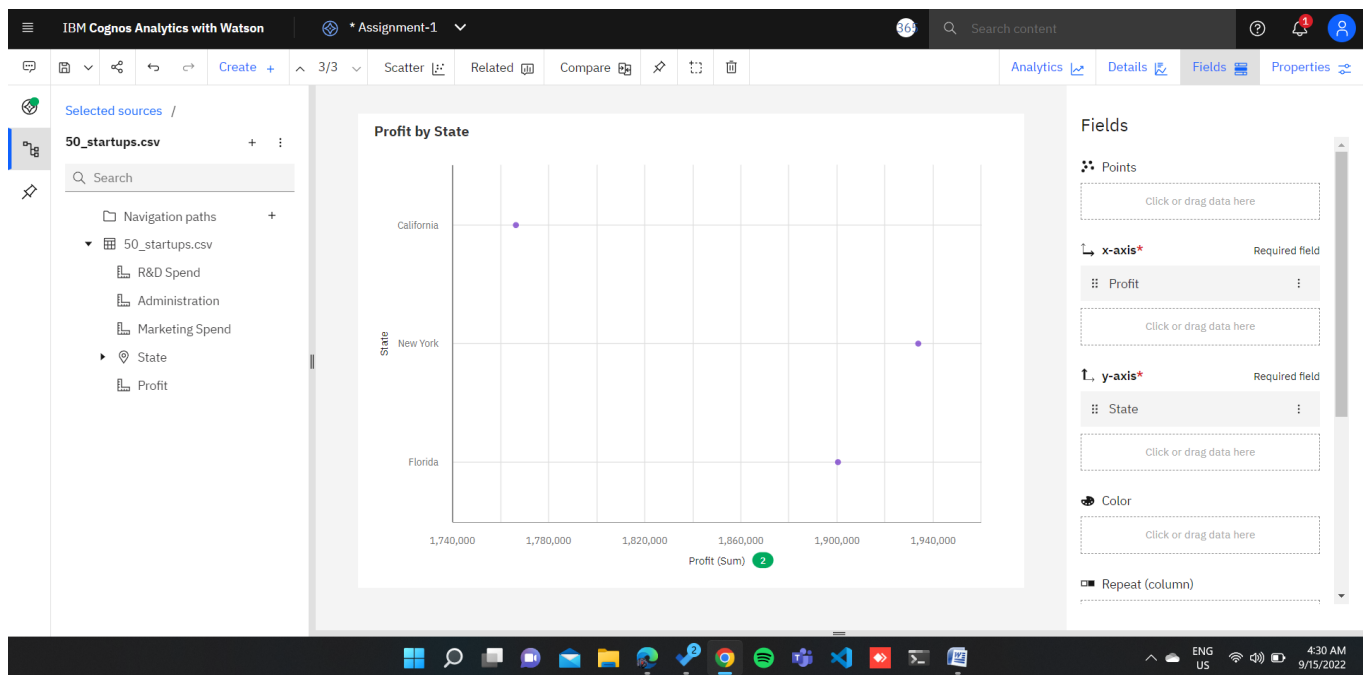 IBM Cognos Analytics with Watson
* Assignment-1
365
Search content
1
Create +
3/3
Scatter
Related
Compare
Analytics
Details
Fields
Properties
Selected sources /
50_startups.csv
Search
Navigation paths
50_startups.csv
R&D Spend
Administration
Marketing Spend
State
Profit
Profit by State
California
New York
Florida
State
1,740,000
1,780,000
1,820,000
1,860,000
1,900,000
1,940,000
Profit (Sum) 2
Fields
Points
Click or drag data here
x-axis* Required field
Profit
Click or drag data here
y-axis* Required field
State
Click or drag data here
Color
Click or drag data here
Repeat (column)
2
ENG
US
4:30 AM
9/15/2022